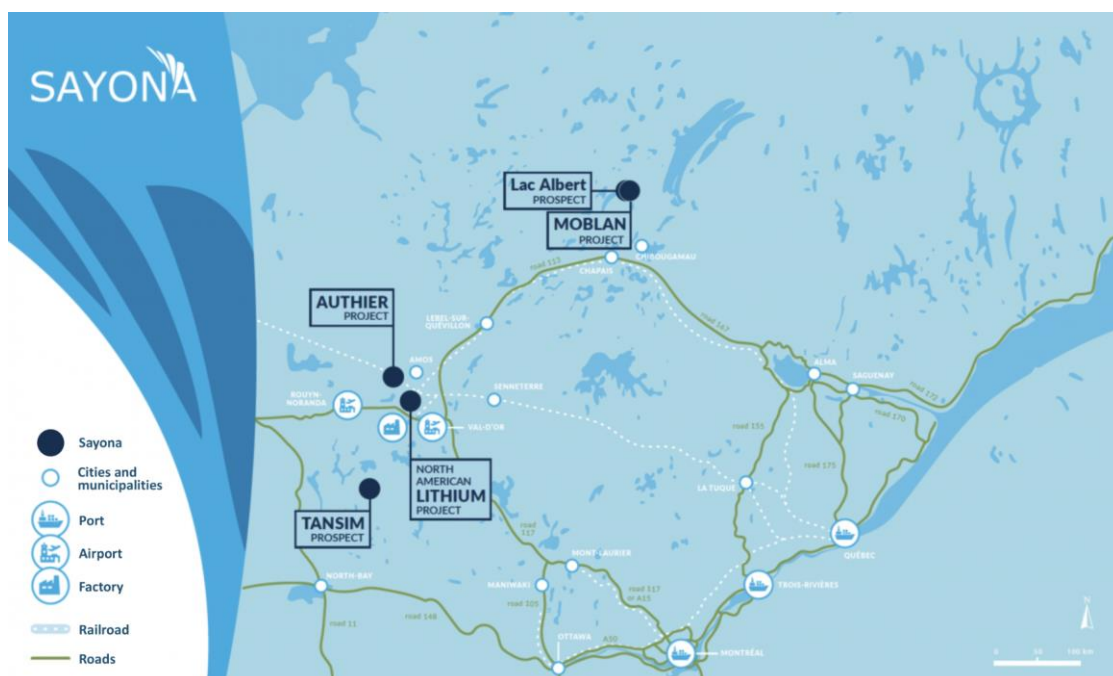 SAYONA
Lac Albert
PROSPECT
MOBLAN
PROJECT
CHIBOUGAMAU
CHAPAIS
road 113
AUTHIER
PROJECT
LEBEL-SUR-
QUÉVILLON
road 167
AMOS
ALMA
SAGUENAY
SENNETERRE
ROUYN-
NORANDA
road 172
road 170
VAL-D'OR
road 155
road 175
Sayona
Cities and
municipalities
Port
Airport
Factory
Railroad
Roads
NORTH
AMERICAN
LITHIUM
PROJECT
LA TUQUE
TANSIM
PROSPECT
road
117
QUÉBEC
MONT-LAURIER
NORTH-BAY
MANIWAKI
TROIS-RIVIÈRES
road 105
road 117
or A15
road 148
road 11
OTTAWA
A50
MONTRÉAL
N
0 50 100 km